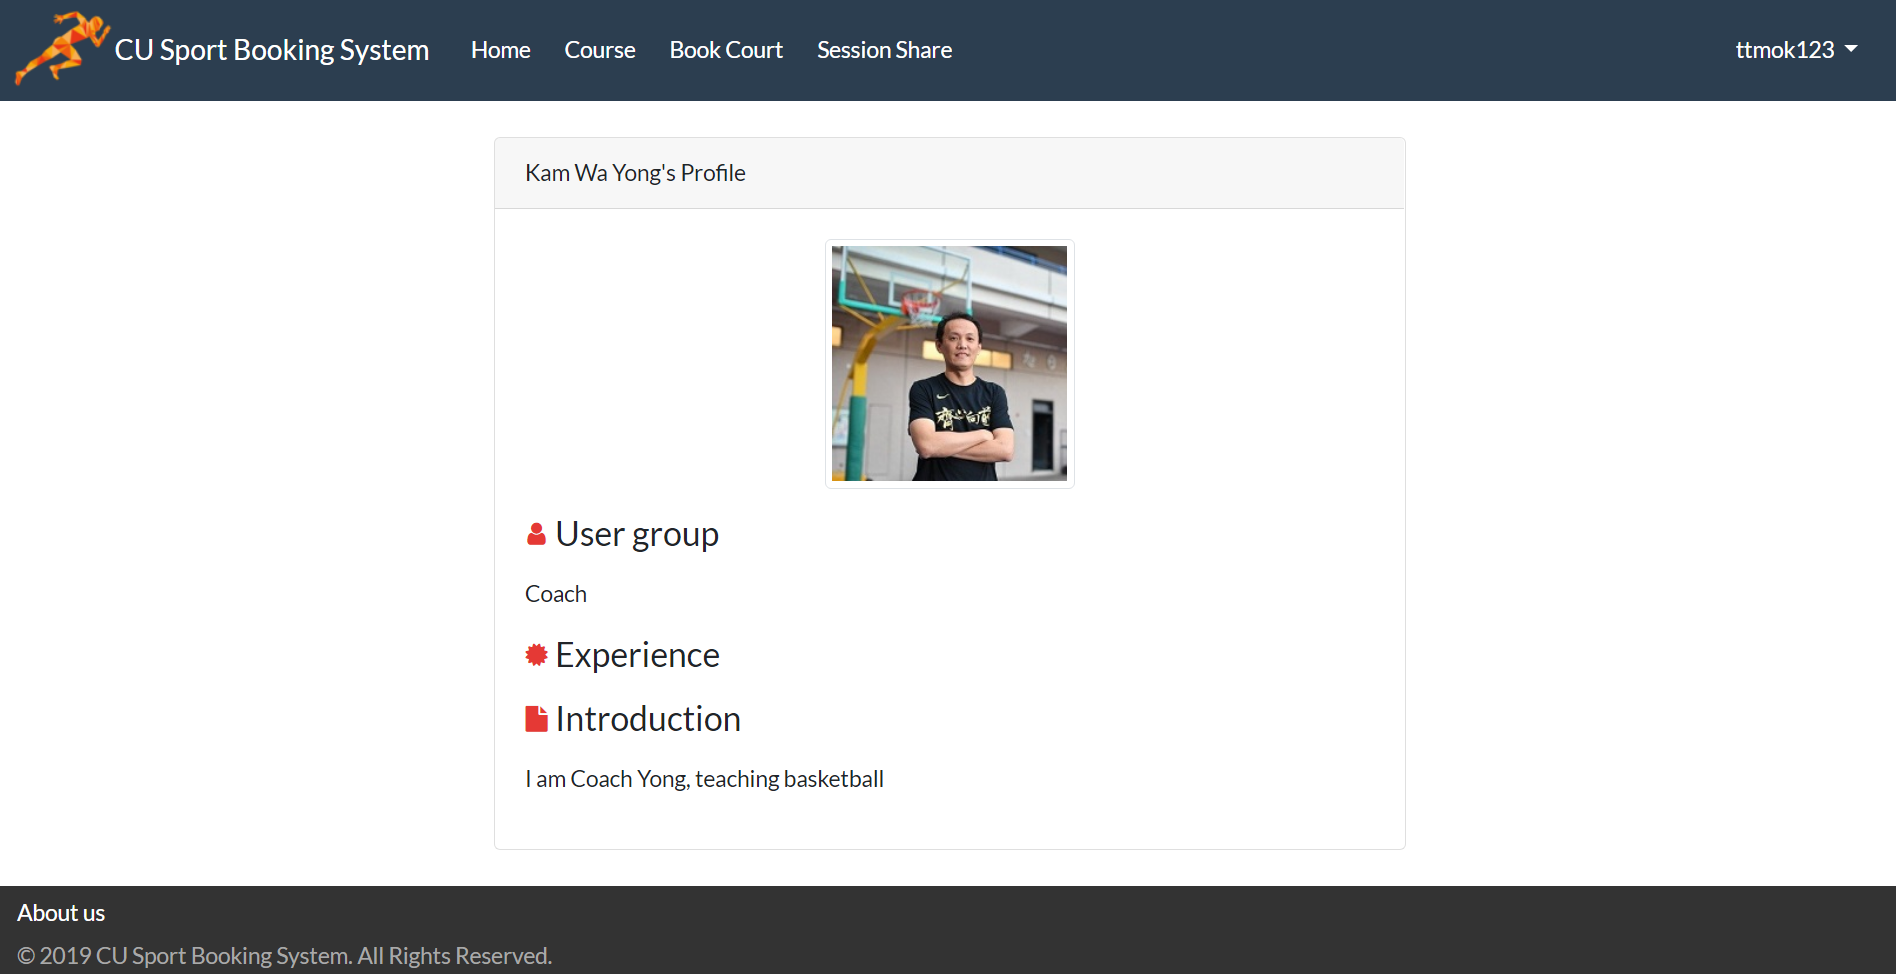 CU Sport Booking System Home Course Book Court Session Share ttmok123
Kam Wa Yong's Profile
User group
Coach
Experience
Introduction
I am Coach Yong, teaching basketball
About us
© 2019 CU Sport Booking System. All Rights Reserved.